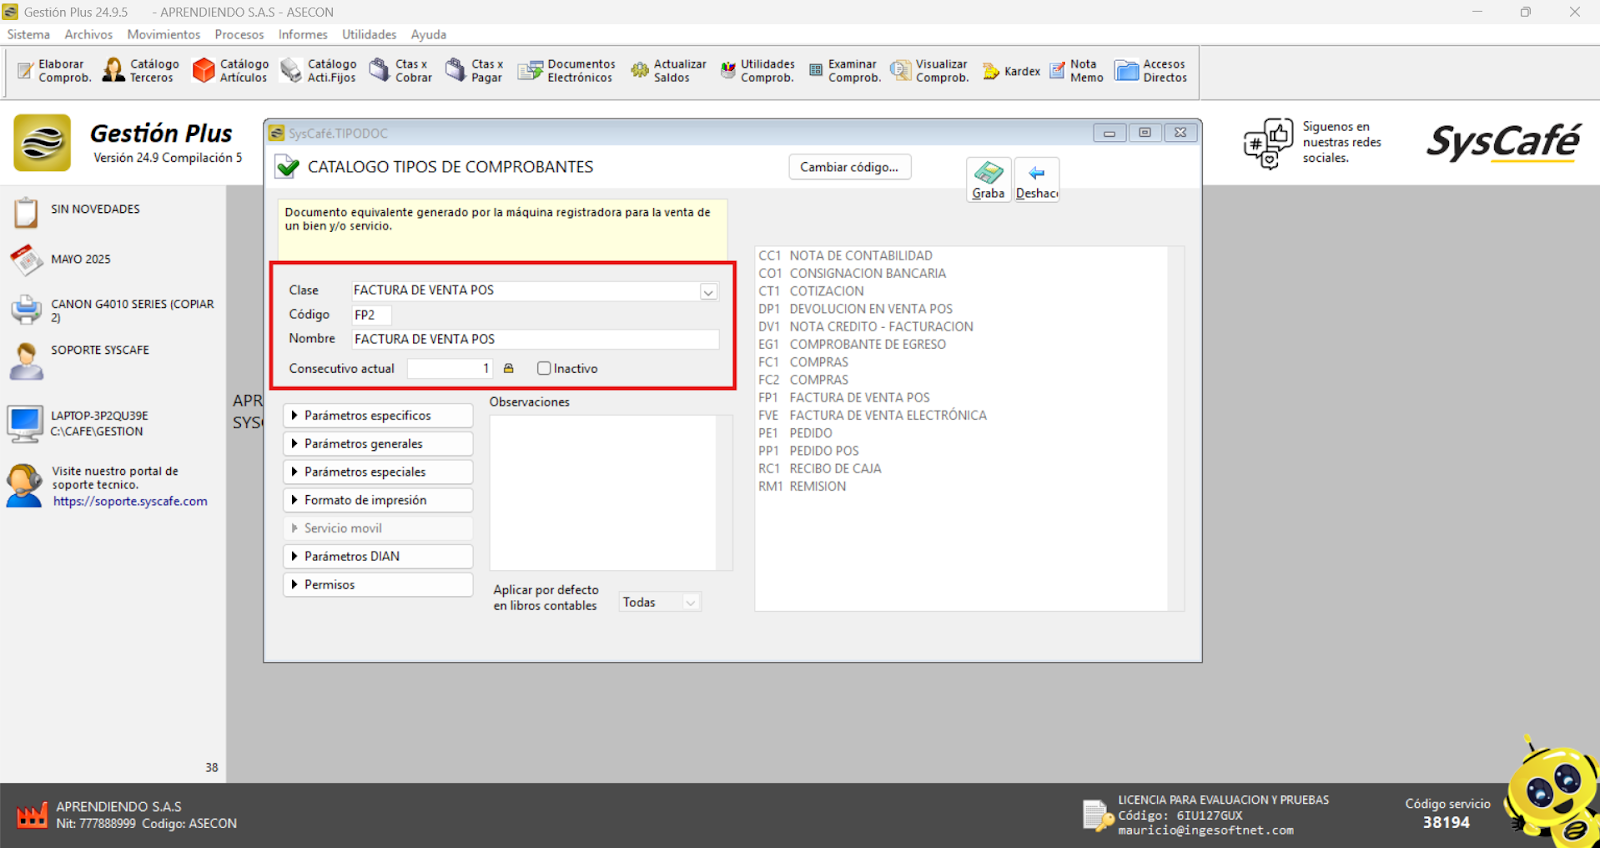 Gestión Plus 24.9.5 - APRENDIENDO S.A.S - ASECON
Sistema Archivos Movimientos Procesos Informes Utilidades Ayuda
Elaborar Comprob.
Catálogo Terceros
Catálogo Artículos
Catálogo Acti.Fijos
Ctas x Cobrar
Ctas x Pagar
Documentos Electrónicos
Actualizar Saldos
Utilidades Comprob.
Examinar Comprob.
Visualizar Comprob.
Kardex
Nota Memo
Accesos Directos
Gestión Plus
Versión 24.9 Compilación 5
Siguenos en
nuestras redes
sociales.
SysCafé
SIN NOVEDADES
MAYO 2025
CANON G4010 SERIES (COPIAR
2)
SOPORTE SYSCAFE
LAPTOP-3P2QU39E
C:\CAFE\GESTION
Visite nuestro portal de
soporte tecnico.
https://soporte.syscafe.com
38
APR
SYS
SysCafé.TIPODOC
CATALOGO TIPOS DE COMPROBANTES
Cambiar código...
Graba
Deshac
Documento equivalente generado por la máquina registradora para la venta de
un bien y/o servicio.
Clase FACTURA DE VENTA POS
Código FP2
Nombre FACTURA DE VENTA POS
Consecutivo actual 1 Inactivo
Parámetros especificos
Parámetros generales
Parámetros especiales
Formato de impresión
Servicio movil
Parámetros DIAN
Permisos
Observaciones
Aplicar por defecto
en libros contables
Todas
CC1 NOTA DE CONTABILIDAD
CO1 CONSIGNACION BANCARIA
CT1 COTIZACION
DP1 DEVOLUCION EN VENTA POS
DV1 NOTA CREDITO - FACTURACION
EG1 COMPROBANTE DE EGRESO
FC1 COMPRAS
FC2 COMPRAS
FP1 FACTURA DE VENTA POS
FVE FACTURA DE VENTA ELECTRÓNICA
PE1 PEDIDO
PP1 PEDIDO POS
RC1 RECIBO DE CAJA
RM1 REMISION
APRENDIENDO S.A.S
Nit: 777888999 Codigo: ASECON
LICENCIA PARA EVALUACION Y PRUEBAS
Código: 6IU127GUX
mauricio@ingesoftnet.com
Código servicio
38194